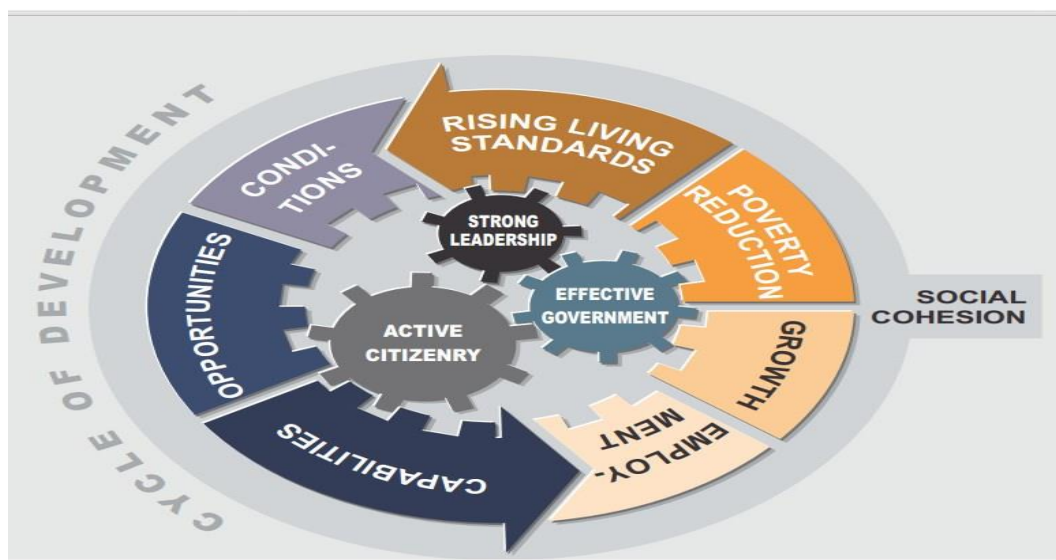 CYCLE OF DEVELOPMENT
RISING LIVING
STANDARDS
POVERTY
REDUCTION
GROWTH
EMPLOY-
MENT
CAPABILITIES
OPPORTUNITIES
CONDI-
TIONS
STRONG
LEADERSHIP
EFFECTIVE
GOVERNMENT
ACTIVE
CITIZENRY
SOCIAL
COHESION